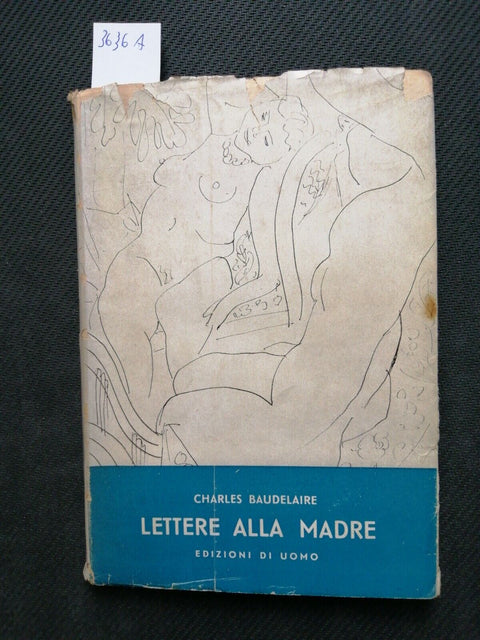 3636 A
CHARLES BAUDELAIRE
LETTERE ALLA MADRE
EDIZIONI DI UOMO